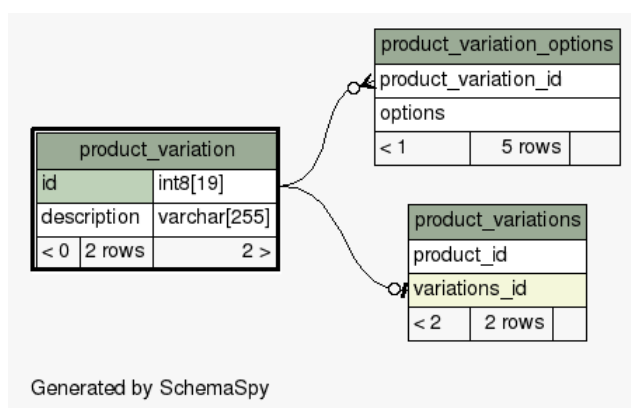 product_variation_options
product_variation_id
options
< 1 5 rows
product_variation
id int8[19]
description varchar[255]
< 0 2 rows 2 >
product_variations
product_id
variations_id
< 2 2 rows
Generated by SchemaSpy